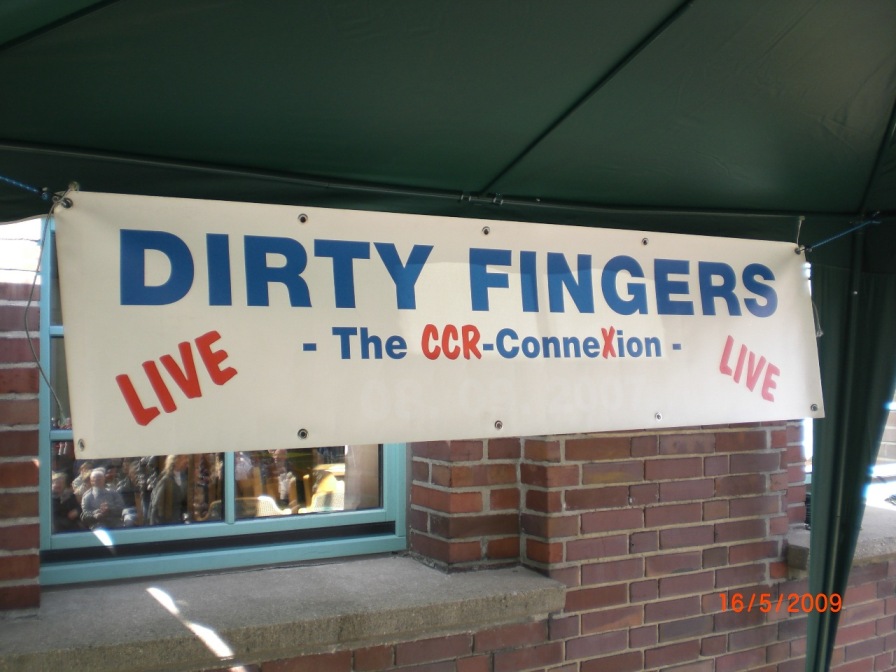 DIRTY FINGERS
- The CCR-ConneXion -
LIVE
LIVE
16/5/2009